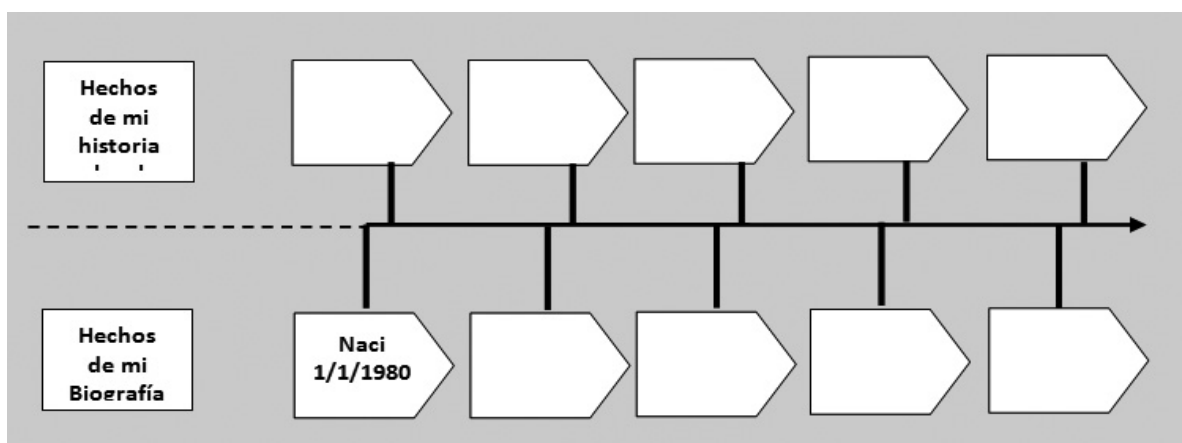 Hechos
de mi
historia
Hechos
de mi
Biografía
Naci
1/1/1980